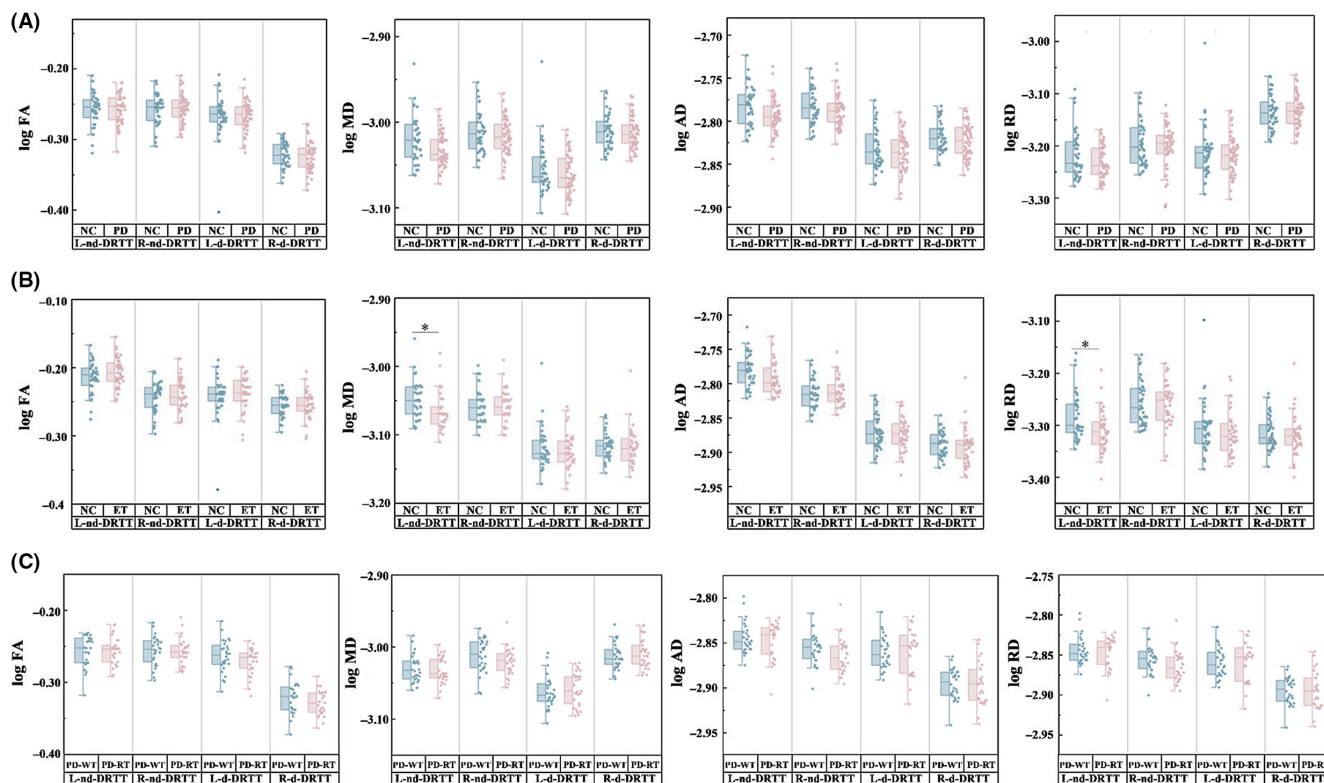 (A)
log FA
−0.20
−0.30
−0.40
NC PD NC PD NC PD NC PD
L-nd-DRTT R-nd-DRTT L-d-DRTT R-d-DRTT
log MD
−2.90
−3.00
−3.10
NC PD NC PD NC PD NC PD
L-nd-DRTT R-nd-DRTT L-d-DRTT R-d-DRTT
log AD
−2.70
−2.75
−2.80
−2.85
−2.90
NC PD NC PD NC PD NC PD
L-nd-DRTT R-nd-DRTT L-d-DRTT R-d-DRTT
log RD
−3.00
−3.10
−3.20
−3.30
NC PD NC PD NC PD NC PD
L-nd-DRTT R-nd-DRTT L-d-DRTT R-d-DRTT
(B)
log FA
−0.10
−0.20
−0.30
−0.4
NC ET NC ET NC ET NC ET
L-nd-DRTT R-nd-DRTT L-d-DRTT R-d-DRTT
log MD
−2.90
−3.00
−3.10
−3.20
*
NC ET NC ET NC ET NC ET
L-nd-DRTT R-nd-DRTT L-d-DRTT R-d-DRTT
log AD
−2.70
−2.75
−2.80
−2.85
−2.90
−2.95
NC ET NC ET NC ET NC ET
L-nd-DRTT R-nd-DRTT L-d-DRTT R-d-DRTT
log RD
−3.10
−3.20
−3.30
−3.40
*
NC ET NC ET NC ET NC ET
L-nd-DRTT R-nd-DRTT L-d-DRTT R-d-DRTT
(C)
log FA
−0.20
−0.30
−0.40
PD-WT PD-RT PD-WT PD-RT PD-WT PD-RT PD-WT PD-RT
L-nd-DRTT R-nd-DRTT L-d-DRTT R-d-DRTT
log MD
−2.90
−3.00
−3.10
PD-WT PD-RT PD-WT PD-RT PD-WT PD-RT PD-WT PD-RT
L-nd-DRTT R-nd-DRTT L-d-DRTT R-d-DRTT
log AD
−2.80
−2.85
−2.90
−2.95
PD-WT PD-RT PD-WT PD-RT PD-WT PD-RT PD-WT PD-RT
L-nd-DRTT R-nd-DRTT L-d-DRTT R-d-DRTT
log RD
−2.75
−2.80
−2.85
−2.90
−2.95
PD-WT PD-RT PD-WT PD-RT PD-WT PD-RT PD-WT PD-RT
L-nd-DRTT R-nd-DRTT L-d-DRTT R-d-DRTT